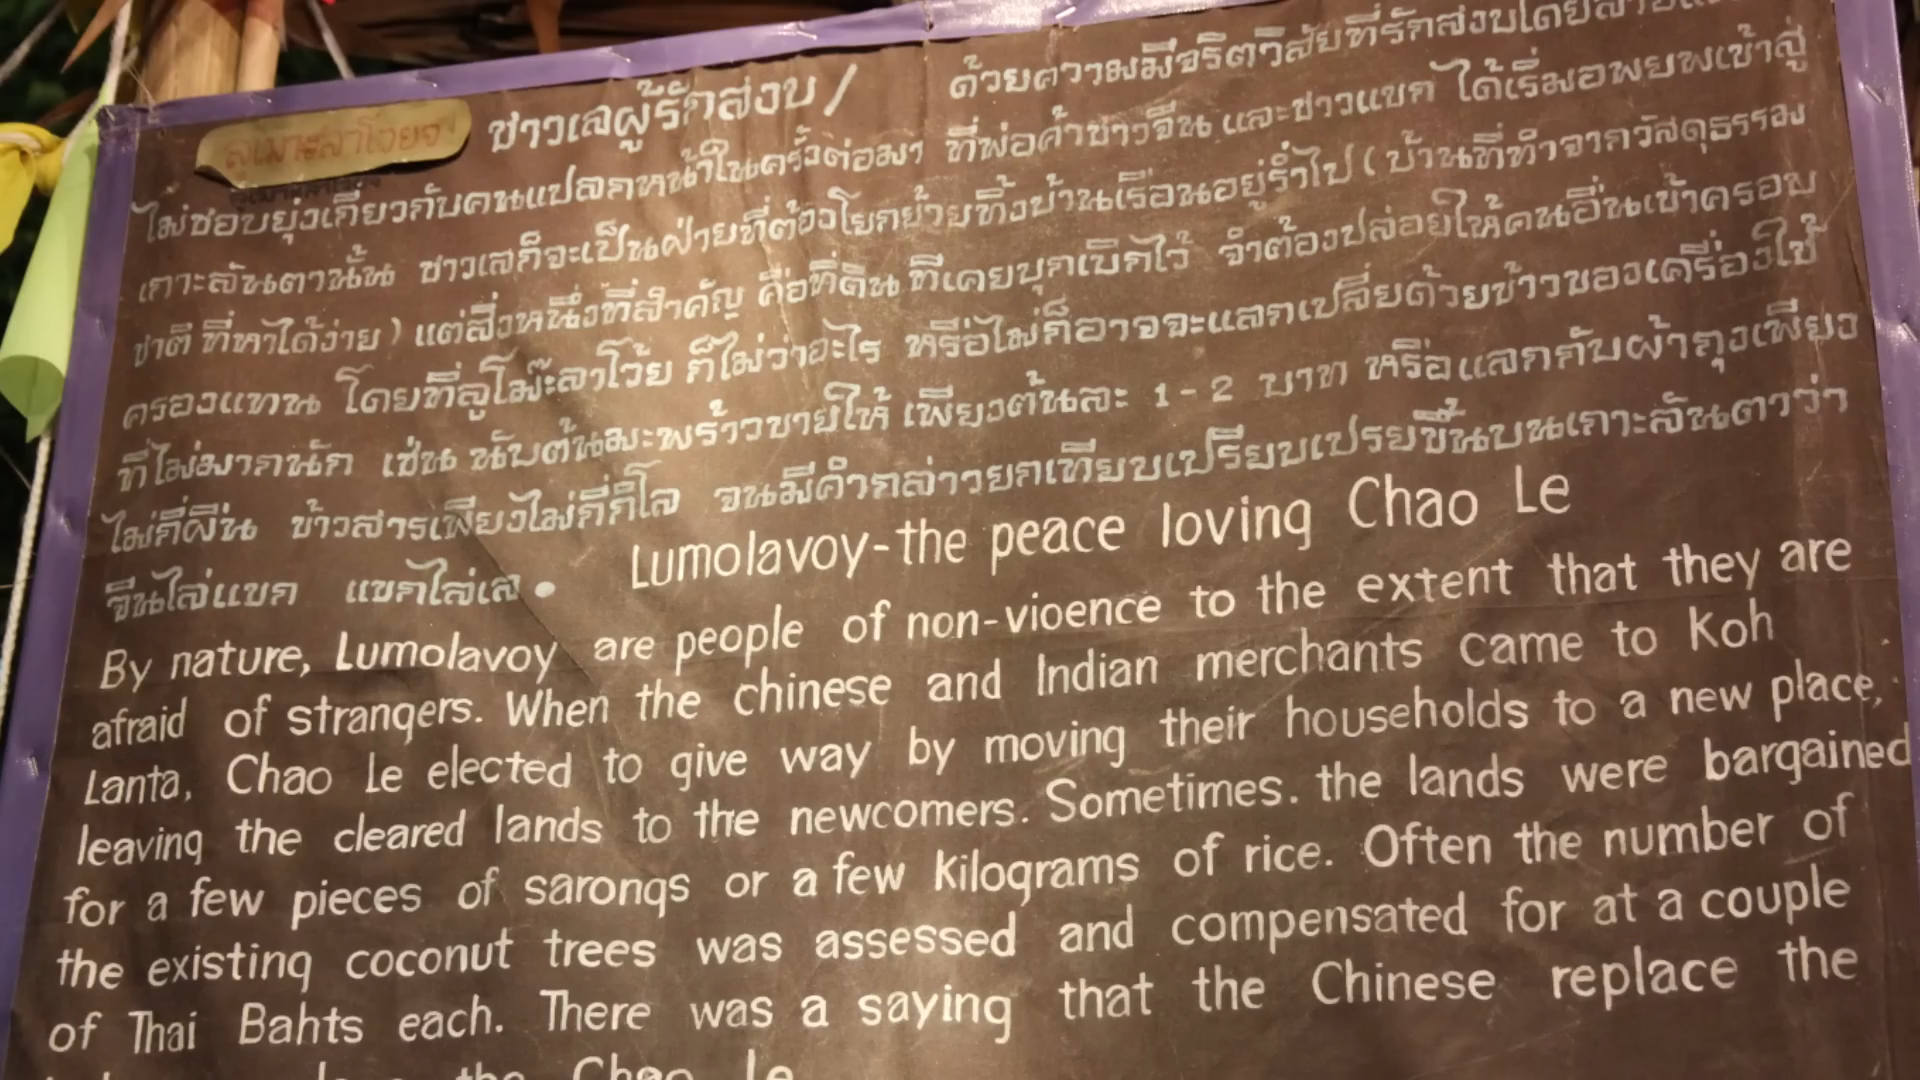 ชาวเลผู้รักสงบ / ด้วยความมีจริตวิสัยที่รักสงบโดย
ไม่ชอบยุ่งเกี่ยวกับคนแปลกหน้าในครั้งต่อมา ที่พ่อค้าชาวจีน และชาวแขก ได้เริ่มอพยพเข้าสู่
เกาะลันตานั้น ชาวเลก็จะเป็นฝ่ายที่ต้องโยกย้ายทิ้งบ้านเรือนอยู่ร่ำไป (บ้านที่ทำจากวัสดุธรรม
ชาติ ที่หาได้ง่าย) แต่สิ่งหนึ่งที่สำคัญ คือที่ดิน ที่เคยบุกเบิกไว้ จำต้องปล่อยให้คนอื่นเข้าครอบ
ครองแทน โดยที่ลูโม๊ะลาโว้ย ก็ไม่ว่าอะไร หรือไม่ก็อาจจะแลกเปลี่ยด้วยข้าวของเครื่องใช้
ที่ไม่มากนัก เช่น นับต้นมะพร้าวขายให้ เพียงต้นละ 1-2 บาท หรือแลกกับผ้าถุงเพียง
ไม่กี่ผืน ข้าวสารเพียงไม่กี่กิโล จนมีคำกล่าวยกเทียบเปรียบเปรยขึ้นบนเกาะลันตาว่า
จีนไล่แขก แขกไล่เล.
Lumolavoy-the peace loving Chao Le
By nature, Lumolavoy are people of non-vioence to the extent that they are
afraid of strangers. When the chinese and Indian merchants came to Koh
Lanta, Chao Le elected to give way by moving their households to a new place,
leaving the cleared lands to the newcomers. Sometimes. the lands were bargained
for a few pieces of sarongs or a few kilograms of rice. Often the number of
the existing coconut trees was assessed and compensated for at a couple
of Thai Bahts each. There was a saying that the Chinese replace the
the Chao Le